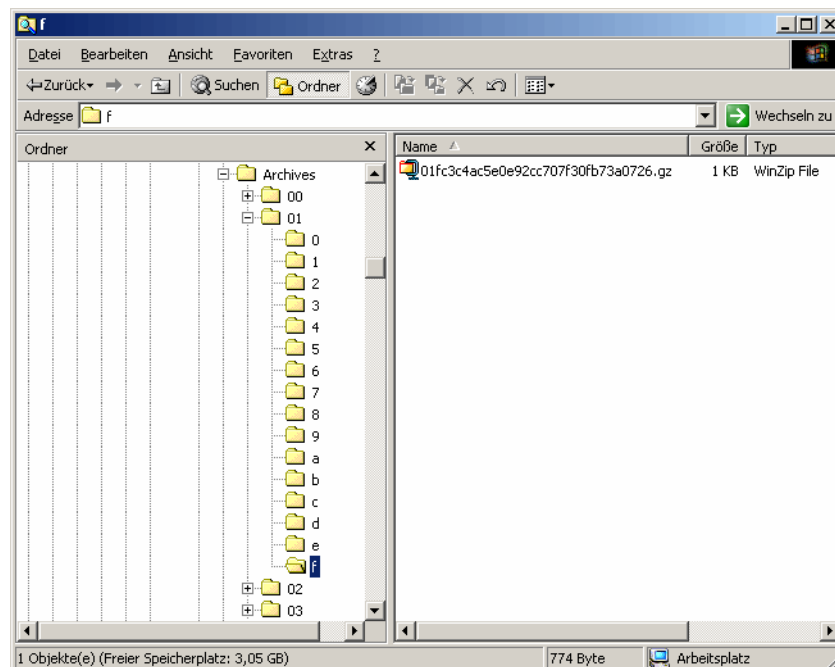 f
Datei Bearbeiten Ansicht Favoriten Extras ?
Zurück Suchen Ordner
Adresse f Wechseln zu
Ordner
Name Größe Typ
01fc3c4ac5e0e92cc707f30fb73a0726.gz 1 KB WinZip File
Archives
00
01
0
1
2
3
4
5
6
7
8
9
a
b
c
d
e
f
02
03
1 Objekte(e) (Freier Speicherplatz: 3,05 GB) 774 Byte Arbeitsplatz